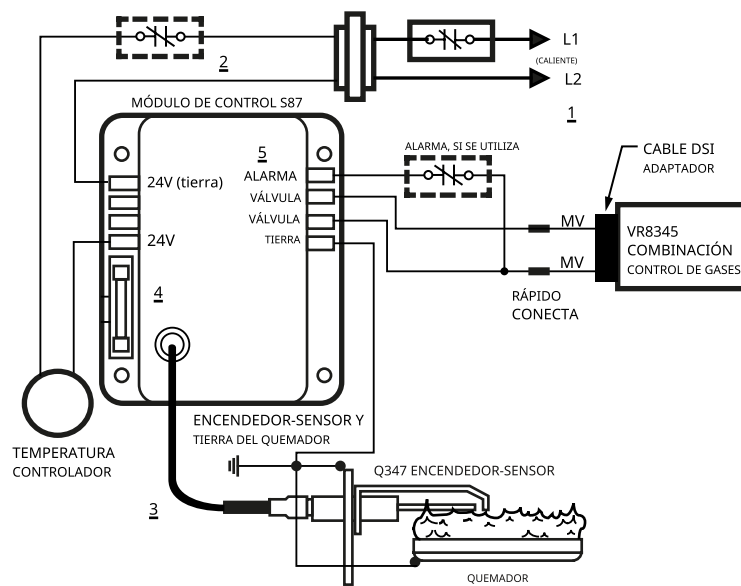 L1
(CALIENTE)
L2
2
1
MÓDULO DE CONTROL S87
5
ALARMA, SI SE UTILIZA
CABLE DSI
ADAPTADOR
24V (tierra)
ALARMA
VÁLVULA
VÁLVULA
24V
TIERRA
MV
MV
VR8345
COMBINACIÓN
CONTROL DE GASES
4
RÁPIDO
CONECTA
ENCENDEDOR-SENSOR Y
TIERRA DEL QUEMADOR
TEMPERATURA
CONTROLADOR
Q347 ENCENDEDOR-SENSOR
3
QUEMADOR